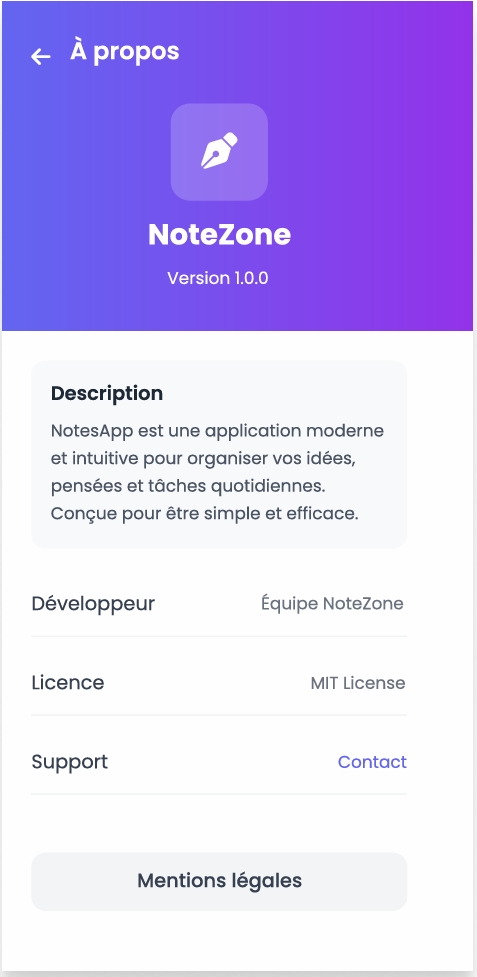 À propos
NoteZone
Version 1.0.0
Description
NotesApp est une application moderne
et intuitive pour organiser vos idées,
pensées et tâches quotidiennes.
Conçue pour être simple et efficace.
Développeur Équipe NoteZone
Licence MIT License
Support Contact
Mentions légales